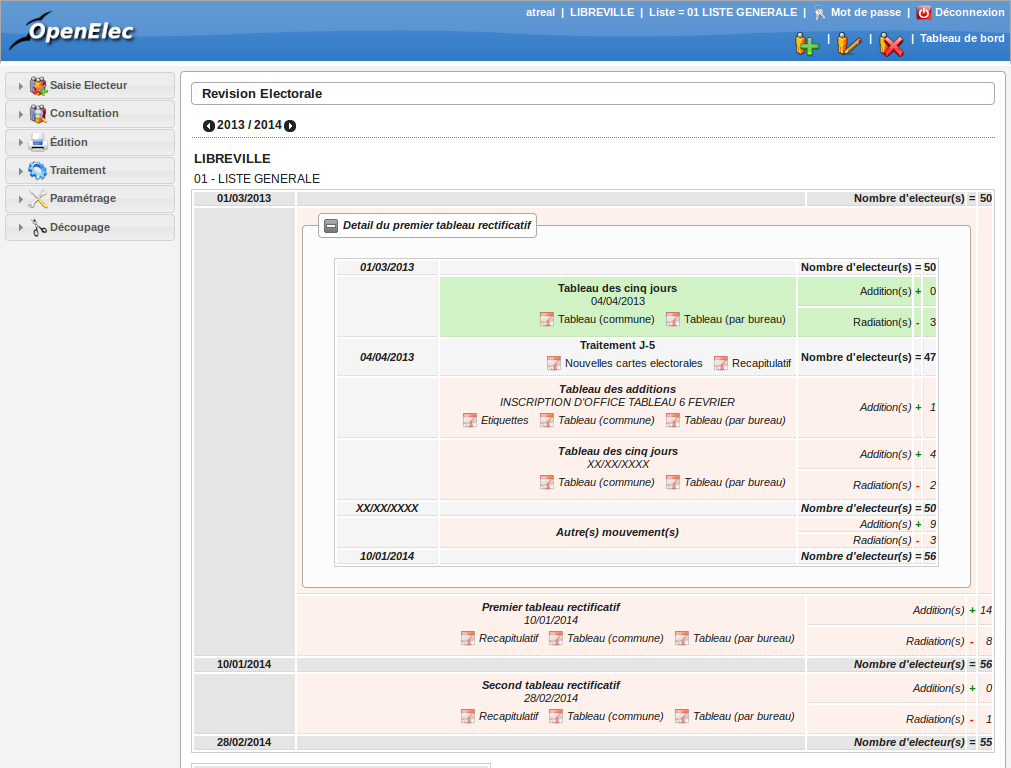 OpenElec
atreal | LIBREVILLE | Liste = 01 LISTE GENERALE | Mot de passe | Déconnexion
| | | Tableau de bord
Saisie Electeur
Consultation
Édition
Traitement
Paramétrage
Découpage
Revision Electorale
2013 / 2014
LIBREVILLE
01 - LISTE GENERALE
01/03/2013 Nombre d'electeur(s) = 50
Detail du premier tableau rectificatif
01/03/2013 Nombre d'electeur(s) = 50
Tableau des cinq jours
04/04/2013
Tableau (commune) Tableau (par bureau)
Addition(s) + 0
Radiation(s) - 3
04/04/2013
Traitement J-5
Nouvelles cartes electorales Recapitulatif
Nombre d'electeur(s) = 47
Tableau des additions
INSCRIPTION D'OFFICE TABLEAU 6 FEVRIER
Etiquettes Tableau (commune) Tableau (par bureau)
Addition(s) + 1
Tableau des cinq jours
XX/XX/XXXX
Tableau (commune) Tableau (par bureau)
Addition(s) + 4
Radiation(s) - 2
XX/XX/XXXX Nombre d'electeur(s) = 50
Autre(s) mouvement(s)
Addition(s) + 9
Radiation(s) - 3
10/01/2014 Nombre d'electeur(s) = 56
Premier tableau rectificatif
10/01/2014
Recapitulatif Tableau (commune) Tableau (par bureau)
Addition(s) + 14
Radiation(s) - 8
10/01/2014 Nombre d'electeur(s) = 56
Second tableau rectificatif
28/02/2014
Recapitulatif Tableau (commune) Tableau (par bureau)
Addition(s) + 0
Radiation(s) - 1
28/02/2014 Nombre d'electeur(s) = 55